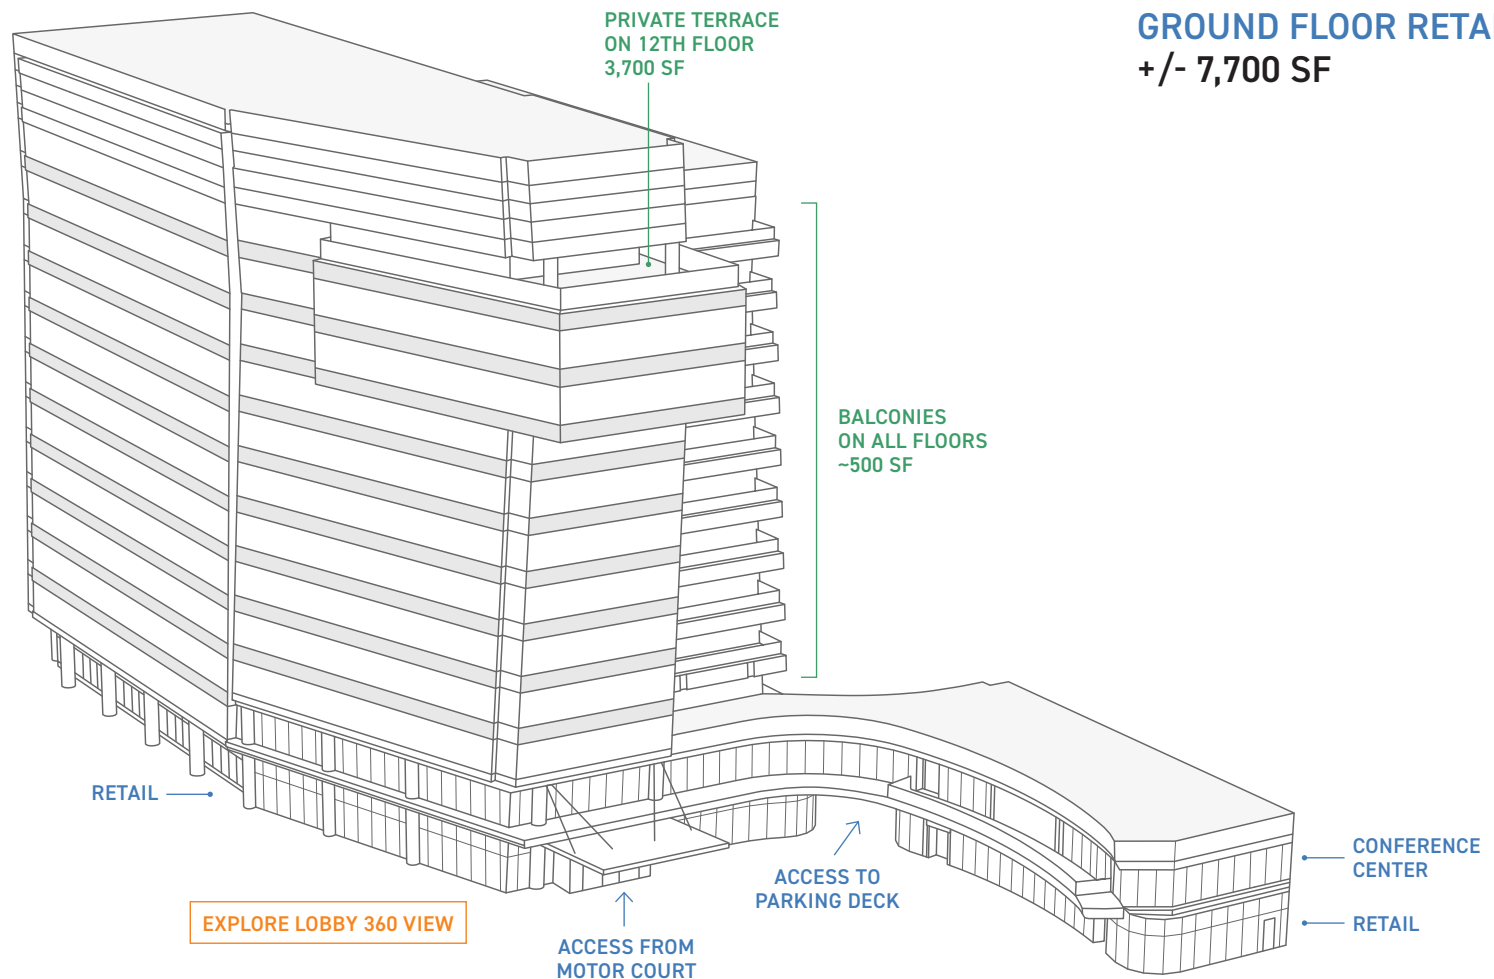 PRIVATE TERRACE
ON 12TH FLOOR
3,700 SF
GROUND FLOOR RETAI
+/- 7,700 SF
BALCONIES
ON ALL FLOORS
~500 SF
RETAIL
EXPLORE LOBBY 360 VIEW
ACCESS FROM
MOTOR COURT
ACCESS TO
PARKING DECK
CONFERENCE
CENTER
RETAIL